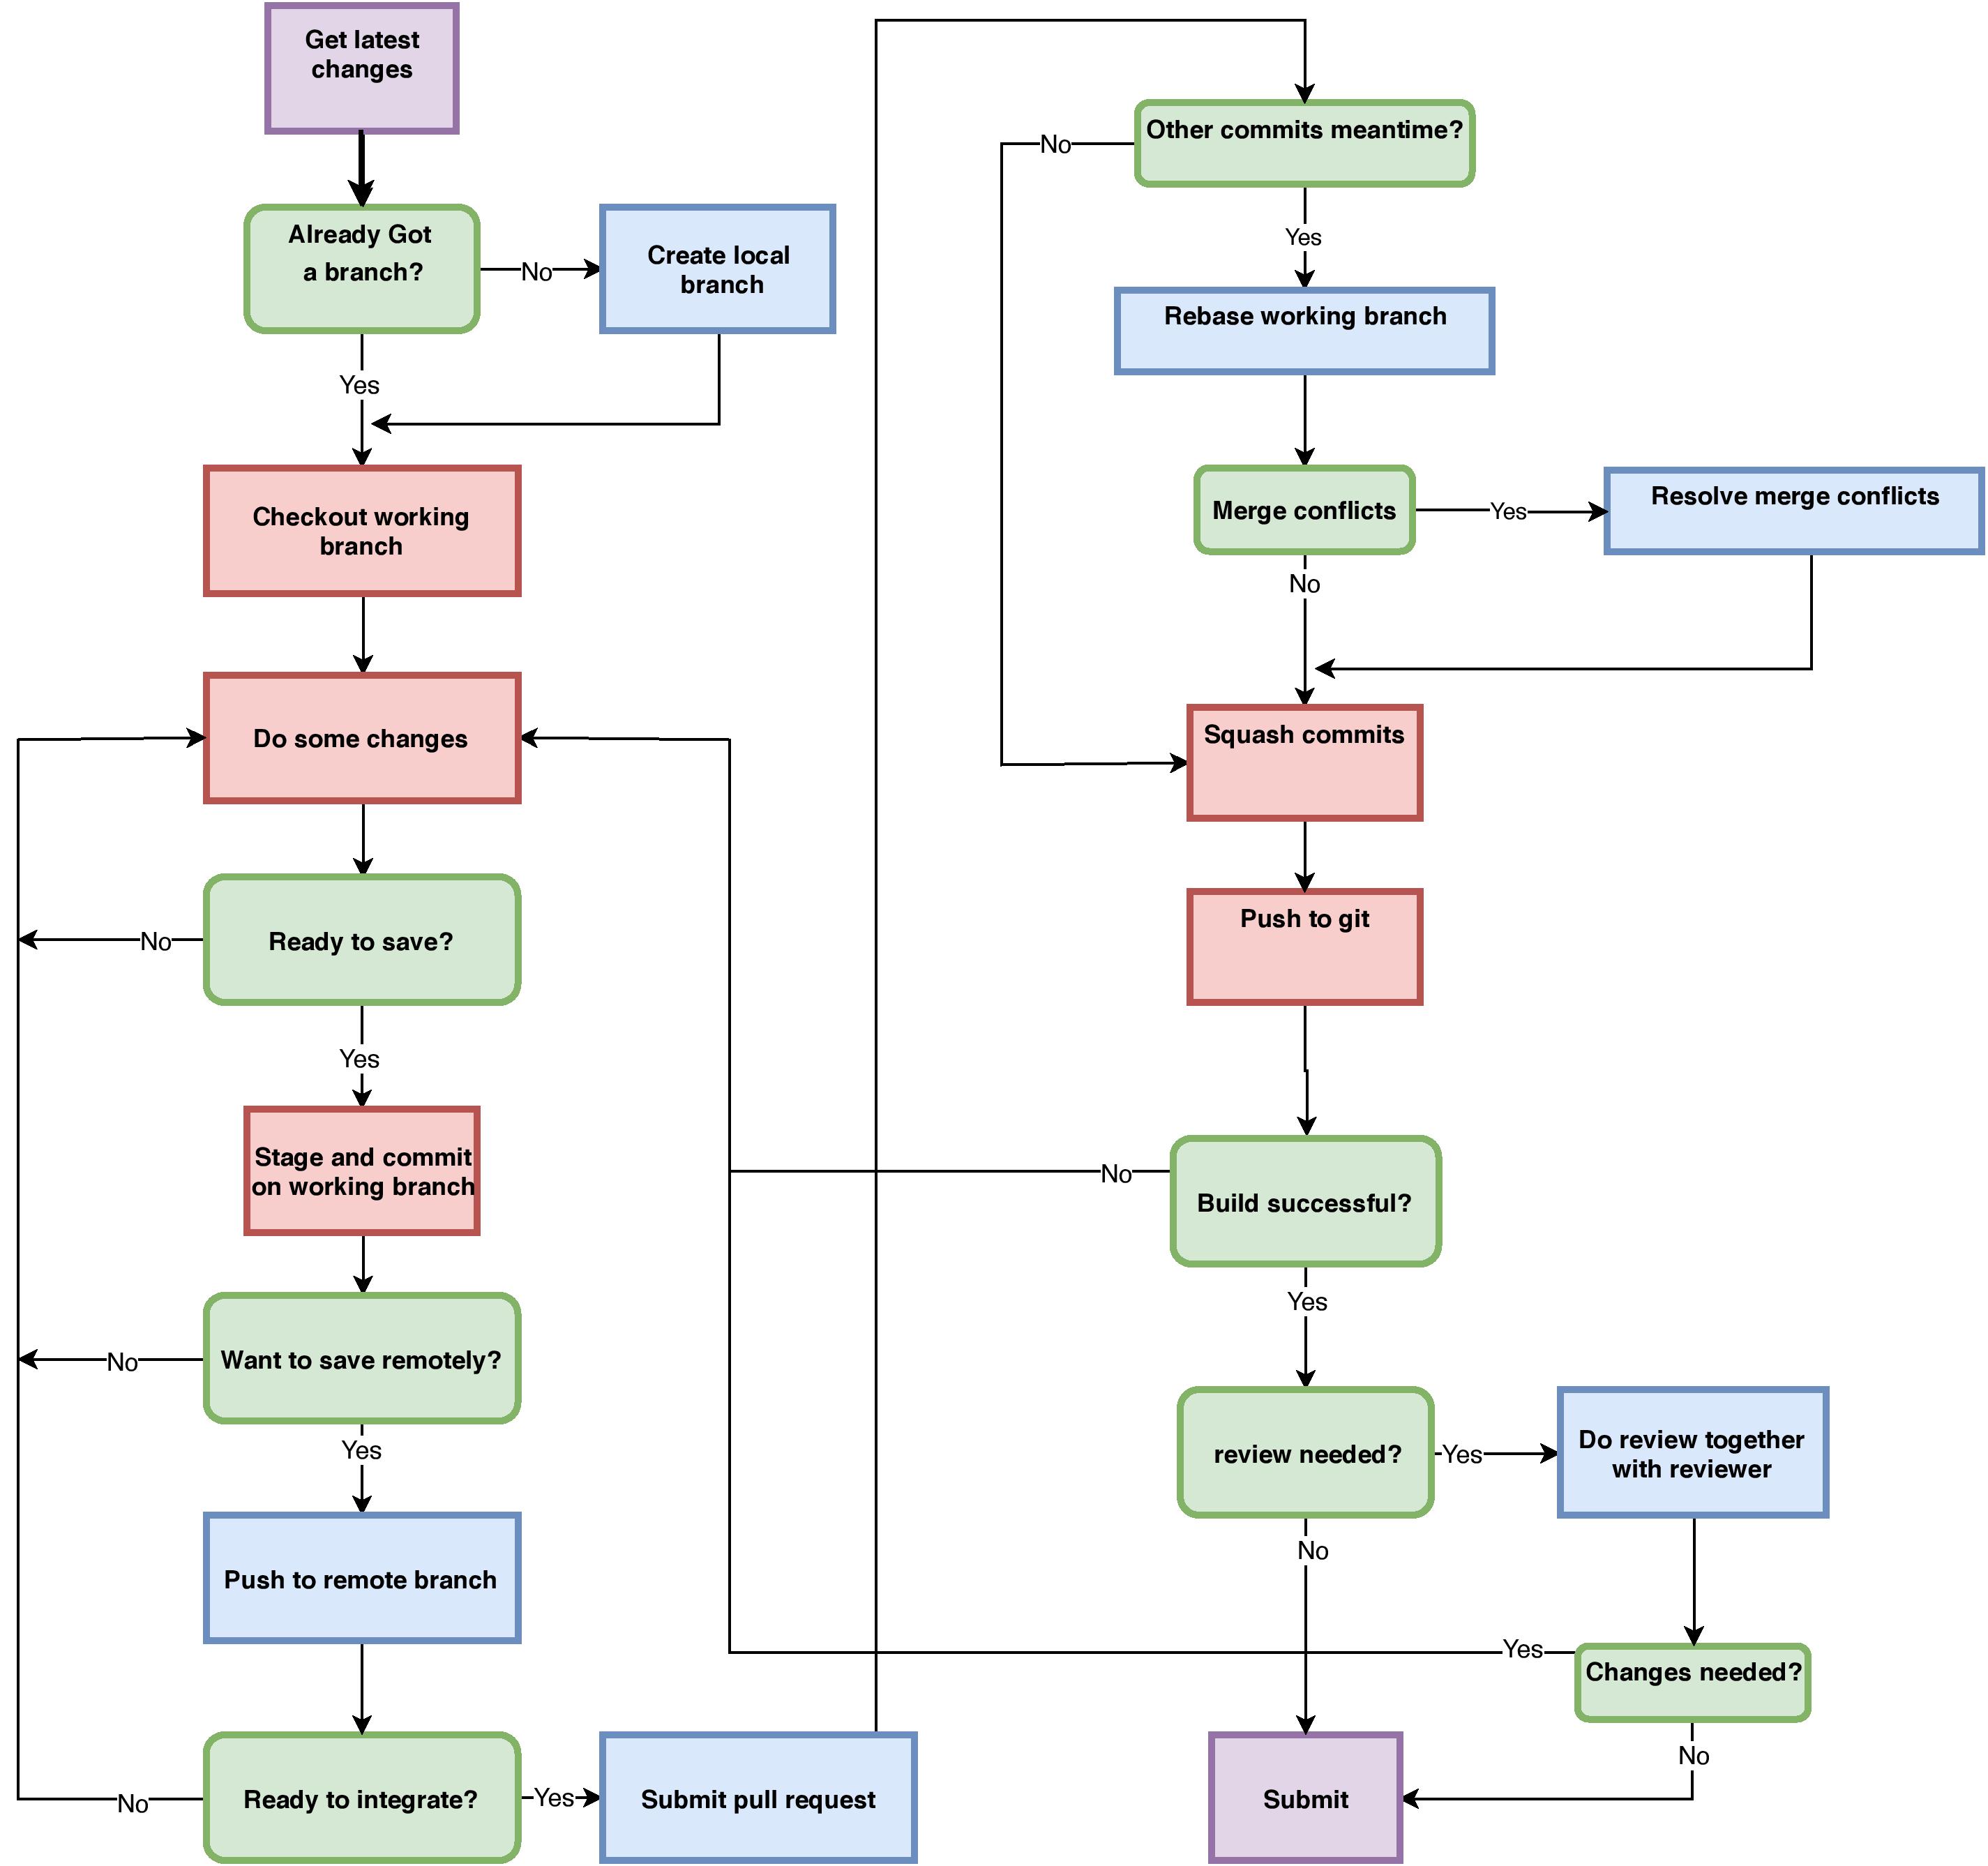 Get latest
changes
Already Got
a branch?
No
Create local
branch
Yes
Checkout working
branch
Do some changes
Ready to save?
No
Yes
Stage and commit
on working branch
Want to save remotely?
No
Yes
Push to remote branch
Ready to integrate?
No
Yes
Submit pull request
Other commits meantime?
No
Yes
Rebase working branch
Merge conflicts
Yes
Resolve merge conflicts
No
Squash commits
Push to git
Build successful?
No
Yes
review needed?
Yes
Do review together
with reviewer
No
Changes needed?
Yes
No
Submit